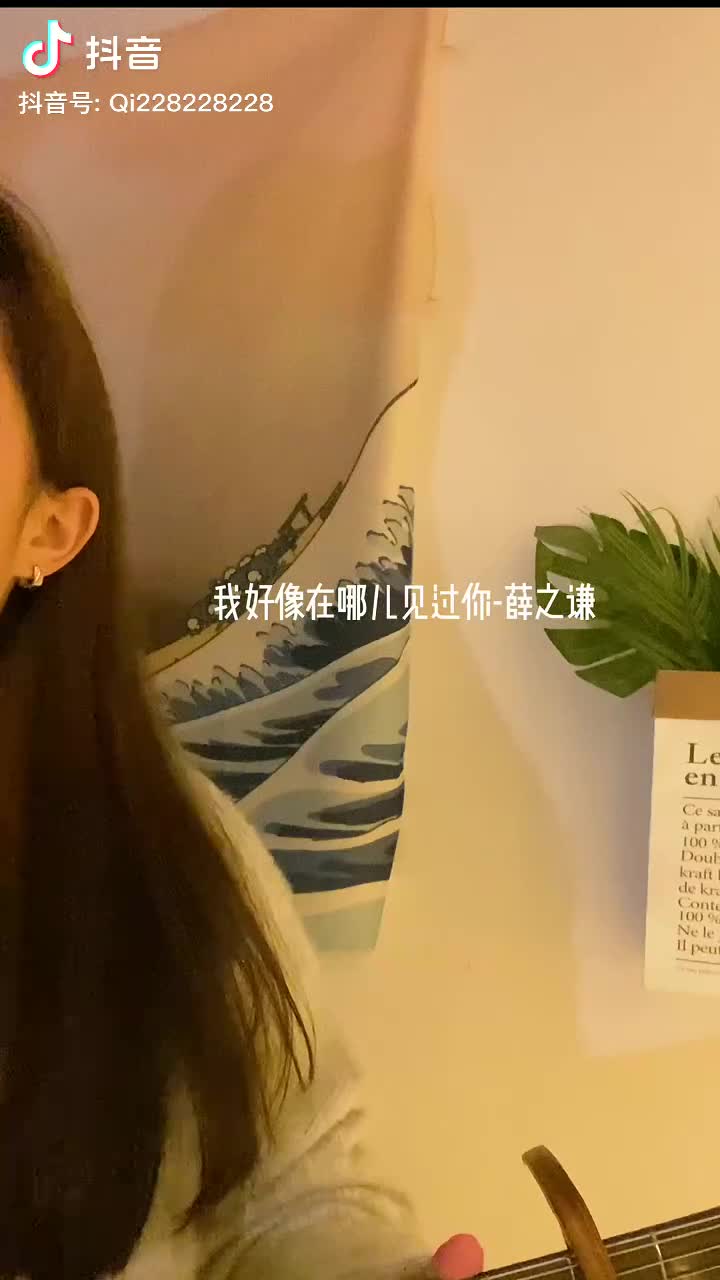 抖音
抖音号: Qi228228228
我好像在哪儿见过你-薛之谦
Le
en
Ce sa
à par
100 %
Doub
kraft
de kra
Conte
100 %
Ne le
Il peut